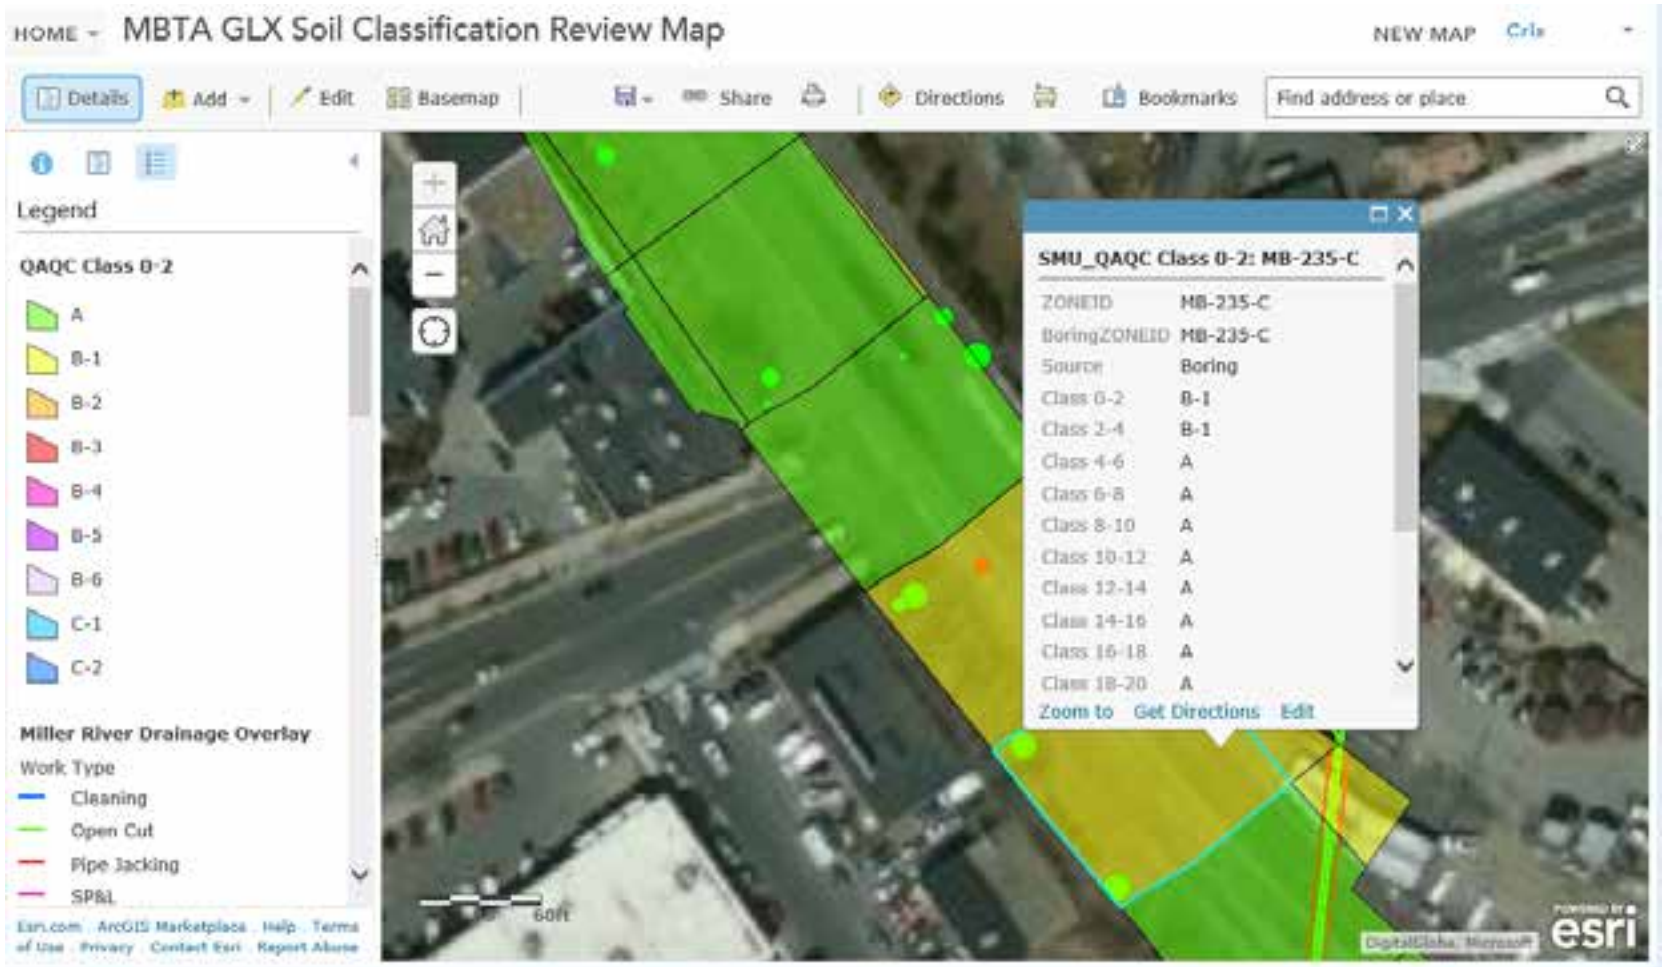 HOME MBTA GLX Soil Classification Review Map NEW MAP Cris
Details Add Edit Basemap Share Directions Bookmarks Find address or place
Legend
QAQC Class 0-2
A
B-1
B-2
B-3
B-4
B-5
B-6
C-1
C-2
Miller River Drainage Overlay
Work Type
Cleaning
Open Cut
Pipe Jacking
SP&L
Esri.com . ArcGIS Marketplace . Help . Terms
of Use . Privacy . Contact Esri . Report Abuse
60ft
SMU_QAQC Class 0-2: MB-235-C
ZONEID MB-235-C
BoringZONEID MB-235-C
Source Boring
Class 0-2 B-1
Class 2-4 B-1
Class 4-6 A
Class 6-8 A
Class 8-10 A
Class 10-12 A
Class 12-14 A
Class 14-16 A
Class 16-18 A
Class 18-20 A
Zoom to Get Directions Edit
POWERED BY
esri
DigitalGlobe, Microsoft